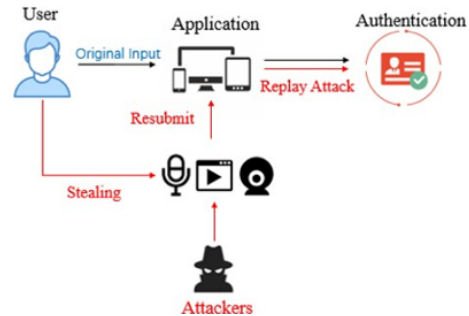 User
Application
Authentication
Original Input
Replay Attack
Resubmit
Stealing
Attackers